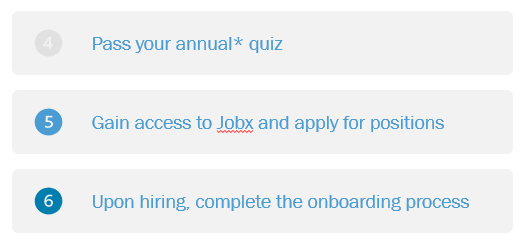 4 Pass your annual* quiz
5 Gain access to Jobx and apply for positions
6 Upon hiring, complete the onboarding process